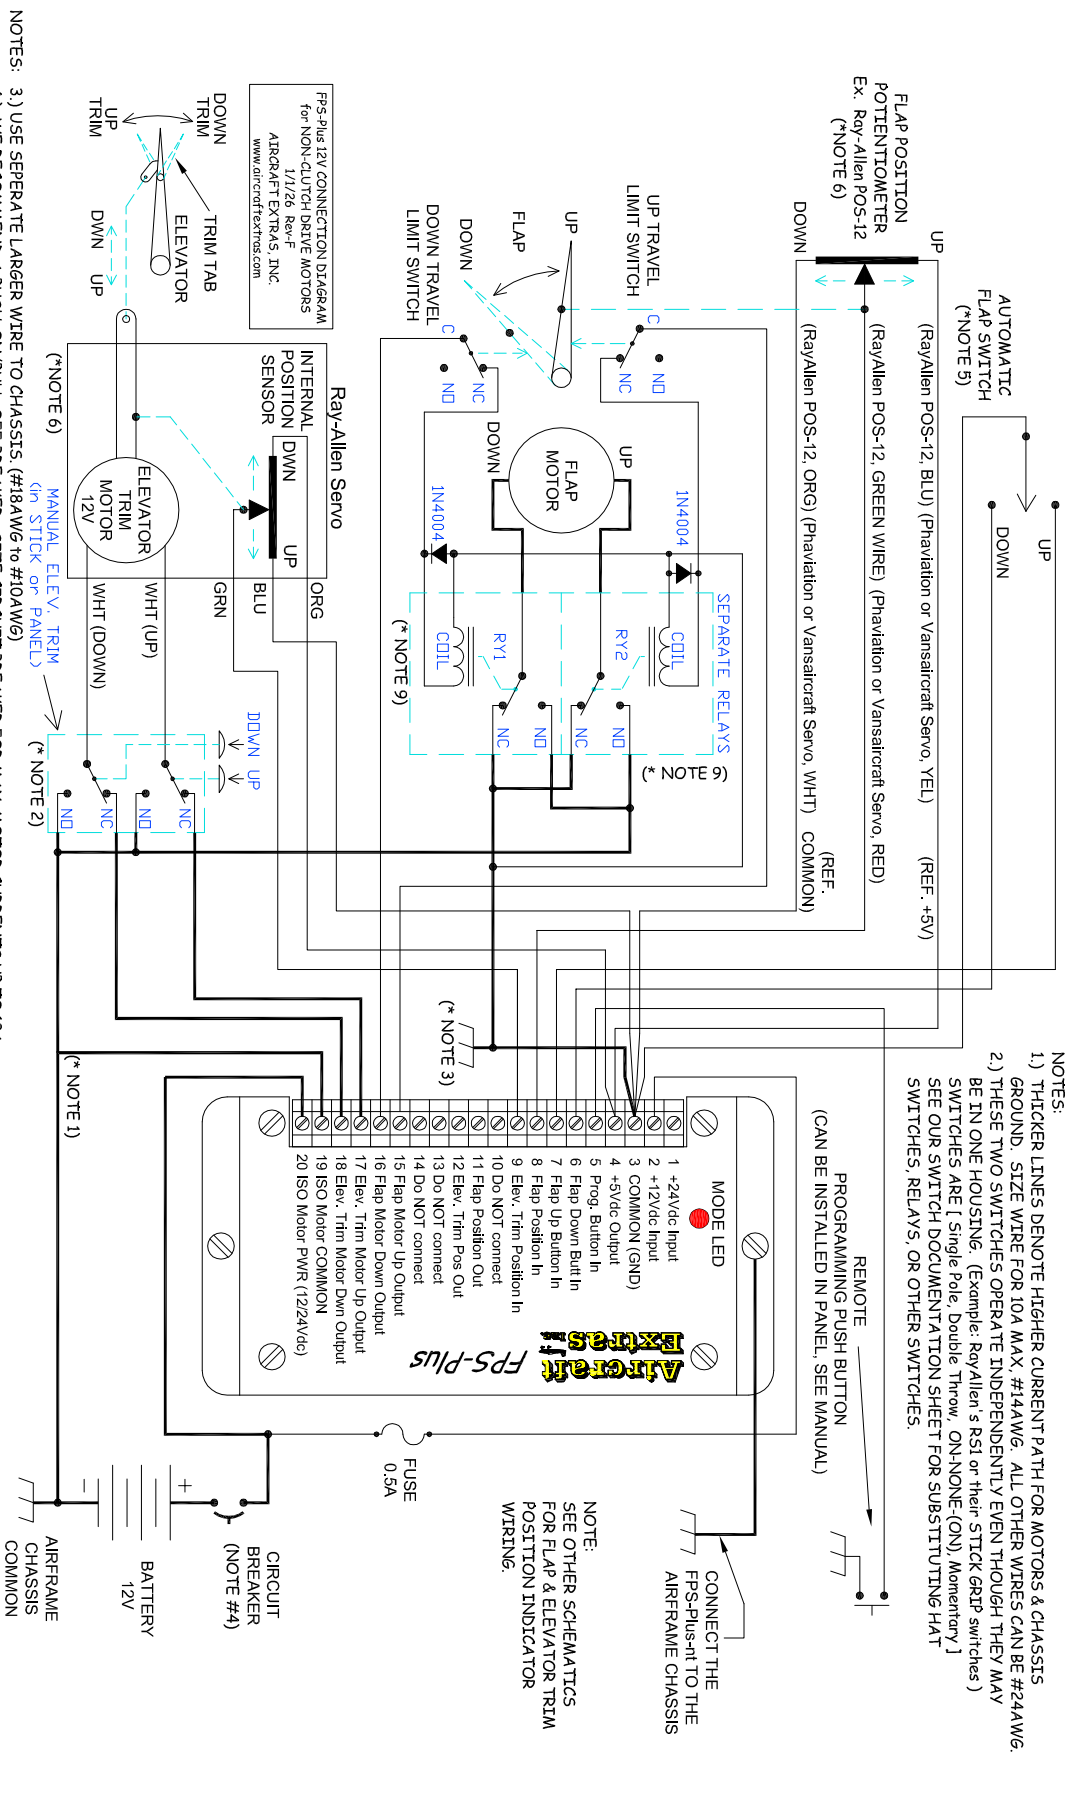 NOTES:
1.) THICKER LINES DENOTE HIGHER CURRENT PATH FOR MOTORS & CHASSIS
GROUND. SIZE WIRE FOR 10A MAX, #14AWG. ALL OTHER WIRES CAN BE #24AWG.
2.) THESE TWO SWITCHES OPERATE INDEPENDENTLY EVEN THOUGH THEY MAY
BE IN ONE HOUSING. (Example: RayAllen's RS1 or their STICK GRIP switches )
SWITCHES ARE [ Single Pole, Double Throw, ON-NONE-(ON), Momentary ]
SEE OUR SWITCH DOCUMENTATION SHEET FOR SUBSTITUTING HAT
SWITCHES, RELAYS, OR OTHER SWITCHES.
AUTOMATIC
FLAP SWITCH
(*NOTE 5)
UP
DOWN
FLAP POSITION
POTIENTIOMETER
Ex. Ray-Allen POS-12
(*NOTE 6)
UP
DOWN
(RayAllen POS-12, BLU) (Phaviation or Vansaircraft Servo, YEL)
(REF. +5V)
(RayAllen POS-12, GREEN WIRE) (Phaviation or Vansaircraft Servo, RED)
(RayAllen POS-12, ORG) (Phaviation or Vansaircraft Servo, WHT)
(REF.
COMMON)
REMOTE
PROGRAMMING PUSH BUTTON
(CAN BE INSTALLED IN PANEL, SEE MANUAL)
UP TRAVEL
LIMIT SWITCH
C
NO
NC
UP
FLAP
DOWN
DOWN TRAVEL
LIMIT SWITCH
C
NC
NO
UP
FLAP
MOTOR
DOWN
1N4004
1N4004
SEPARATE RELAYS
COIL
RY2
RY1
COIL
NO
NC
NO
NC
(* NOTE 9)
(* NOTE 9)
(* NOTE 3)
MODE LED
1 +24Vdc Input
2 +12Vdc Input
3 COMMON (GND)
4 +5Vdc Output
5 Prog. Button In
6 Flap Down Butt In
7 Flap Up Button In
8 Flap Position In
9 Elev. Trim Position In
10 Do NOT connect
11 Flap Position Out
12 Elev. Trim Pos Out
13 Do NOT connect
14 Do NOT connect
15 Flap Motor Up Output
16 Flap Motor Down Output
17 Elev. Trim Motor Up Output
18 Elev. Trim Motor Dwn Output
19 ISO Motor COMMON
20 ISO Motor PWR (12/24Vdc)
Aircraft
Extras
Inc.
FPS-Plus
CONNECT THE
FPS-Plus-nt TO THE
AIRFRAME CHASSIS
NOTE:
SEE OTHER SCHEMATICS
FOR FLAP & ELEVATOR TRIM
POSITION INDICATOR
WIRING.
FUSE
0.5A
CIRCUIT
BREAKER
(NOTE #4)
+
-
BATTERY
12V
AIRFRAME
CHASSIS
COMMON
(* NOTE 1)
FPS-Plus 12V CONNECTION DIAGRAM
for NON-CLUTCH DRIVE MOTORS
1/1/26 Rev-F
AIRCRAFT EXTRAS, INC.
www.aircraftextras.com
DOWN
TRIM
UP
TRIM
TRIM TAB
ELEVATOR
DWN UP
Ray-Allen Servo
INTERNAL
POSITION
SENSOR
DWN
UP
ELEVATOR
TRIM
MOTOR
12V
(*NOTE 6)
ORG
BLU
GRN
WHT (UP)
WHT (DOWN)
MANUAL ELEV. TRIM
(in STICK or PANEL)
DOWN UP
NC
NO
NC
NO
(* NOTE 2)
NOTES: 3.) USE SEPERATE LARGER WIRE TO CHASSIS (#18AWG to #10AWG)